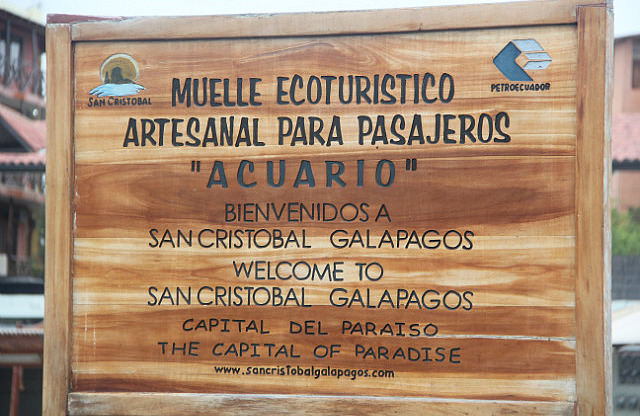 SAN CRISTOBAL
PETROECUADOR
MUELLE ECOTURISTICO
ARTESANAL PARA PASAJEROS
"ACUARIO"
BIENVENIDOS A
SAN CRISTOBAL GALAPAGOS
WELCOME TO
SAN CRISTOBAL GALAPAGOS
CAPITAL DEL PARAISO
THE CAPITAL OF PARADISE
www.sancristobalgalapagos.com